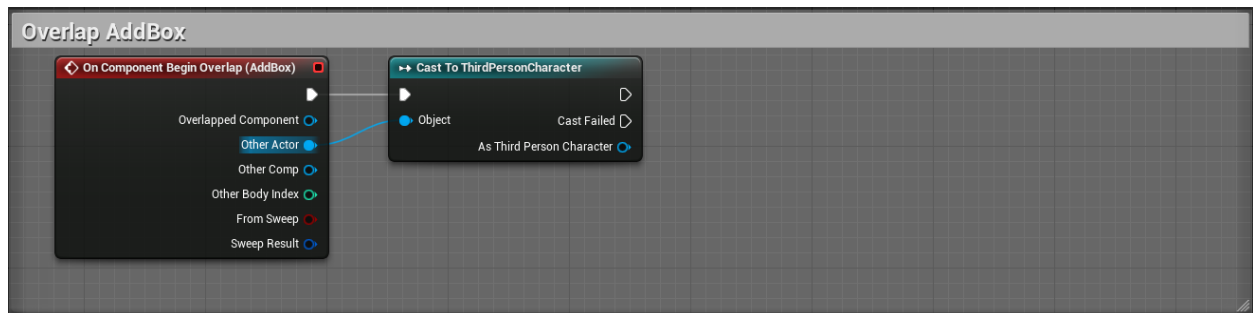 Overlap AddBox
On Component Begin Overlap (AddBox)
Cast To ThirdPersonCharacter
Overlapped Component
Object
Cast Failed
Other Actor
As Third Person Character
Other Comp
Other Body Index
From Sweep
Sweep Result